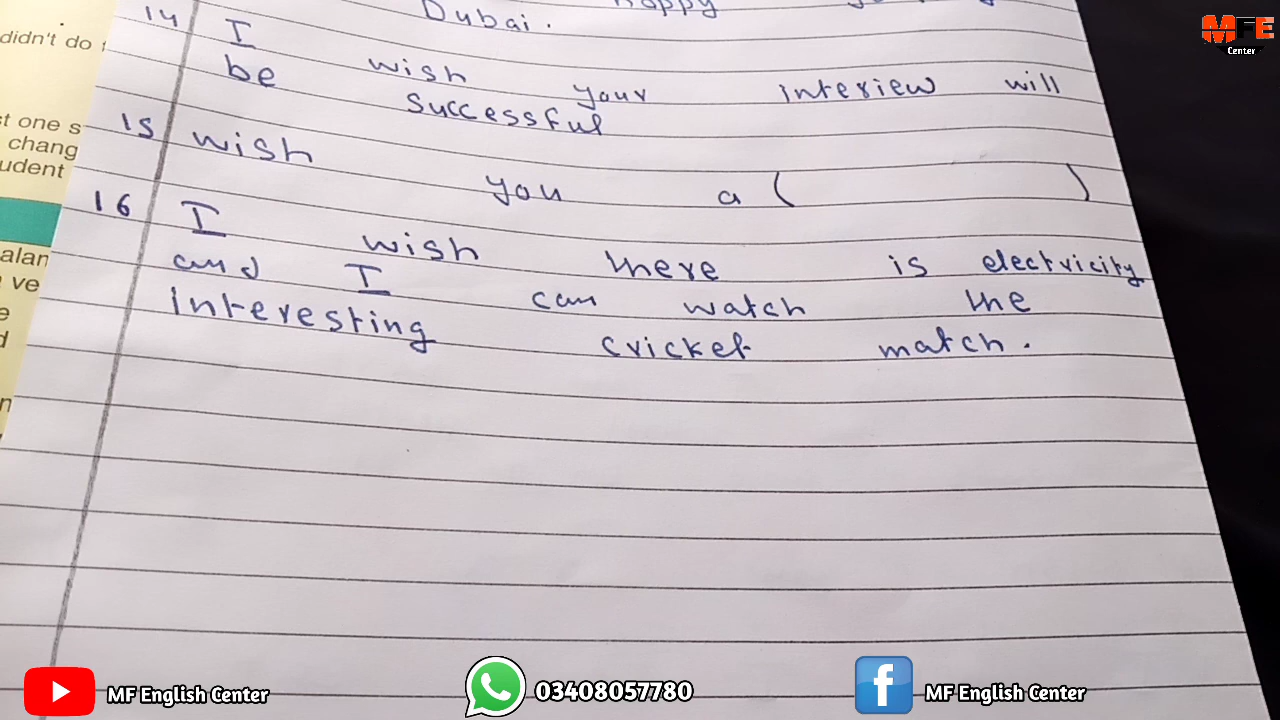 didn't do
st one s
chang
udent
alan
ve
e
d
n
Dubai. happy
14 I wish your interiew will
be successful
15 wish you a ( )
16 I wish there is electricity
and I can watch the
interesting cricket match.
MFE
Center
MF English Center
03408057780
MF English Center